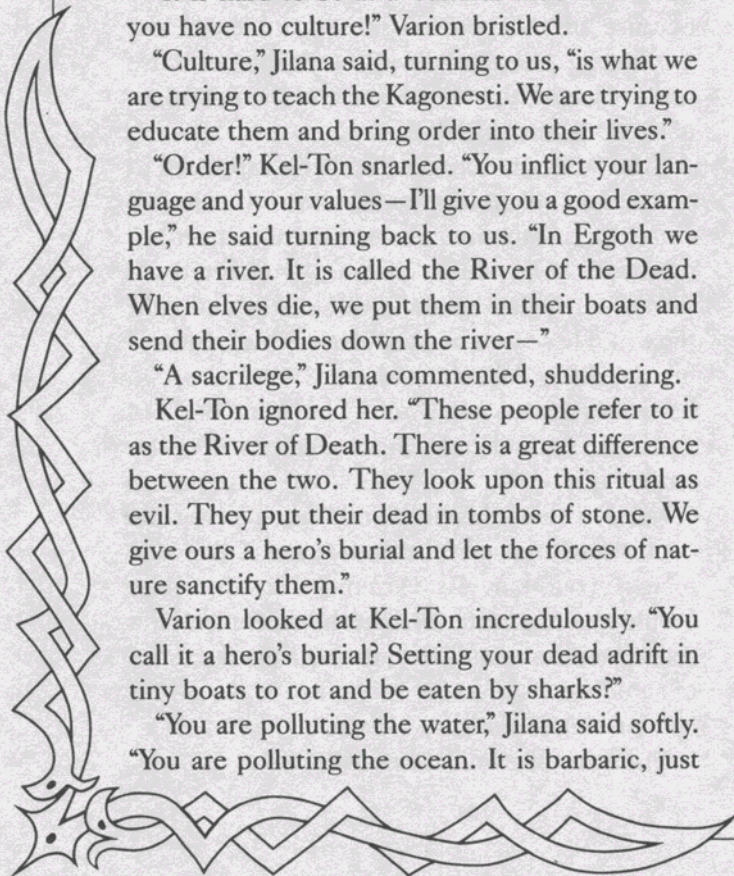 you have no culture!” Varion bristled.
“Culture,” Jilana said, turning to us, “is what we
are trying to teach the Kagonesti. We are trying to
educate them and bring order into their lives.”
“Order!” Kel-Ton snarled. “You inflict your lan-
guage and your values—I’ll give you a good exam-
ple,” he said turning back to us. “In Ergoth we
have a river. It is called the River of the Dead.
When elves die, we put them in their boats and
send their bodies down the river—”
“A sacrilege,” Jilana commented, shuddering.
Kel-Ton ignored her. “These people refer to it
as the River of Death. There is a great difference
between the two. They look upon this ritual as
evil. They put their dead in tombs of stone. We
give ours a hero’s burial and let the forces of nat-
ure sanctify them.”
Varion looked at Kel-Ton incredulously. “You
call it a hero’s burial? Setting your dead adrift in
tiny boats to rot and be eaten by sharks?”
“You are polluting the water,” Jilana said softly.
“You are polluting the ocean. It is barbaric, just